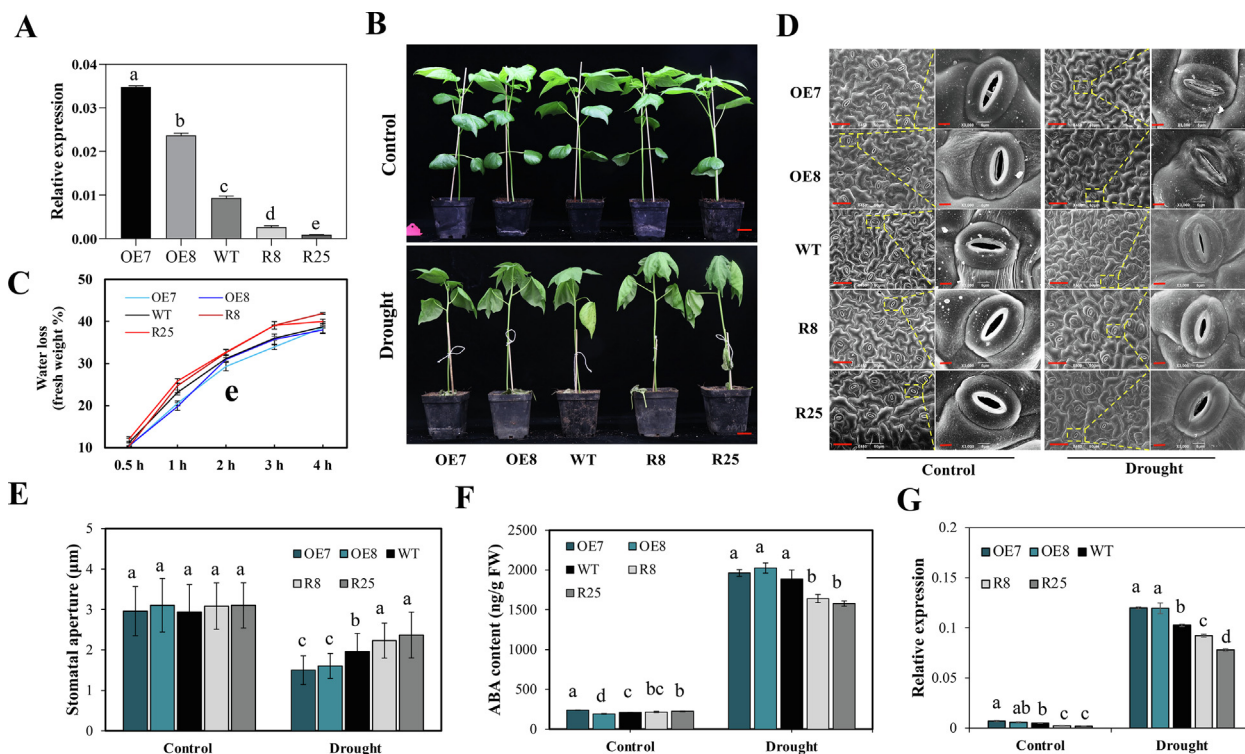 A
Relative expression
0.04
0.03
0.02
0.01
0.00
a
b
c
d
e
OE7 OE8 WT R8 R25
B
Control
Drought
OE7 OE8 WT R8 R25
C
Water loss
(fresh weight %)
50
40
30
20
10
OE7 OE8
WT R8
R25
e
0.5 h 1 h 2 h 3 h 4 h
D
OE7
OE8
WT
R8
R25
Control Drought
E
Stomatal aperture (μm)
5
4
3
2
1
0
OE7 OE8 WT
R8 R25
a a a a a
c c b a a
Control Drought
F
ABA content (ng/g FW)
2500
2000
1500
1000
500
0
OE7 OE8
WT R8
R25
a d c bc b
a a a b b
Control Drought
G
Relative expression
0.2
0.15
0.1
0.05
0
OE7 OE8 WT
R8 R25
a ab b c c
a a b c d
Control Drought